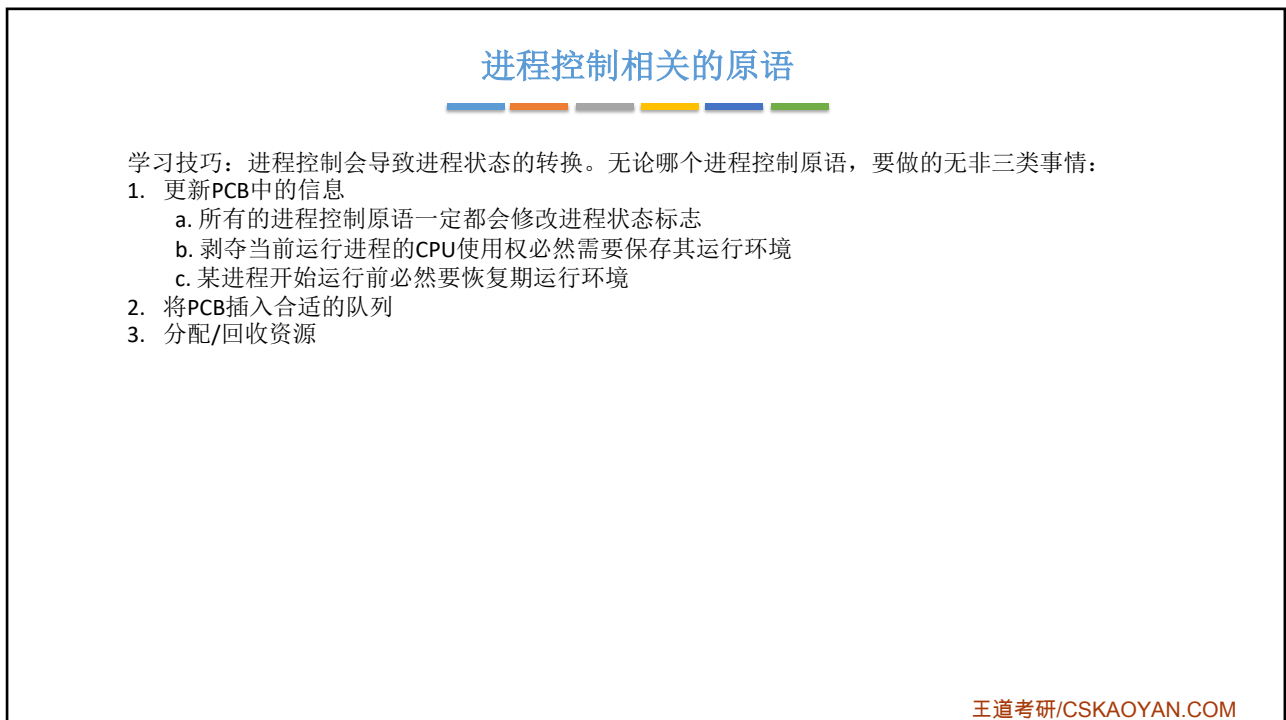 进程控制相关的原语
学习技巧：进程控制会导致进程状态的转换。无论哪个进程控制原语，要做的无非三类事情：
1. 更新PCB中的信息
a. 所有的进程控制原语一定都会修改进程状态标志
b. 剥夺当前运行进程的CPU使用权必然需要保存其运行环境
c. 某进程开始运行前必然要恢复期运行环境
2. 将PCB插入合适的队列
3. 分配/回收资源
王道考研/CSKAOYAN.COM